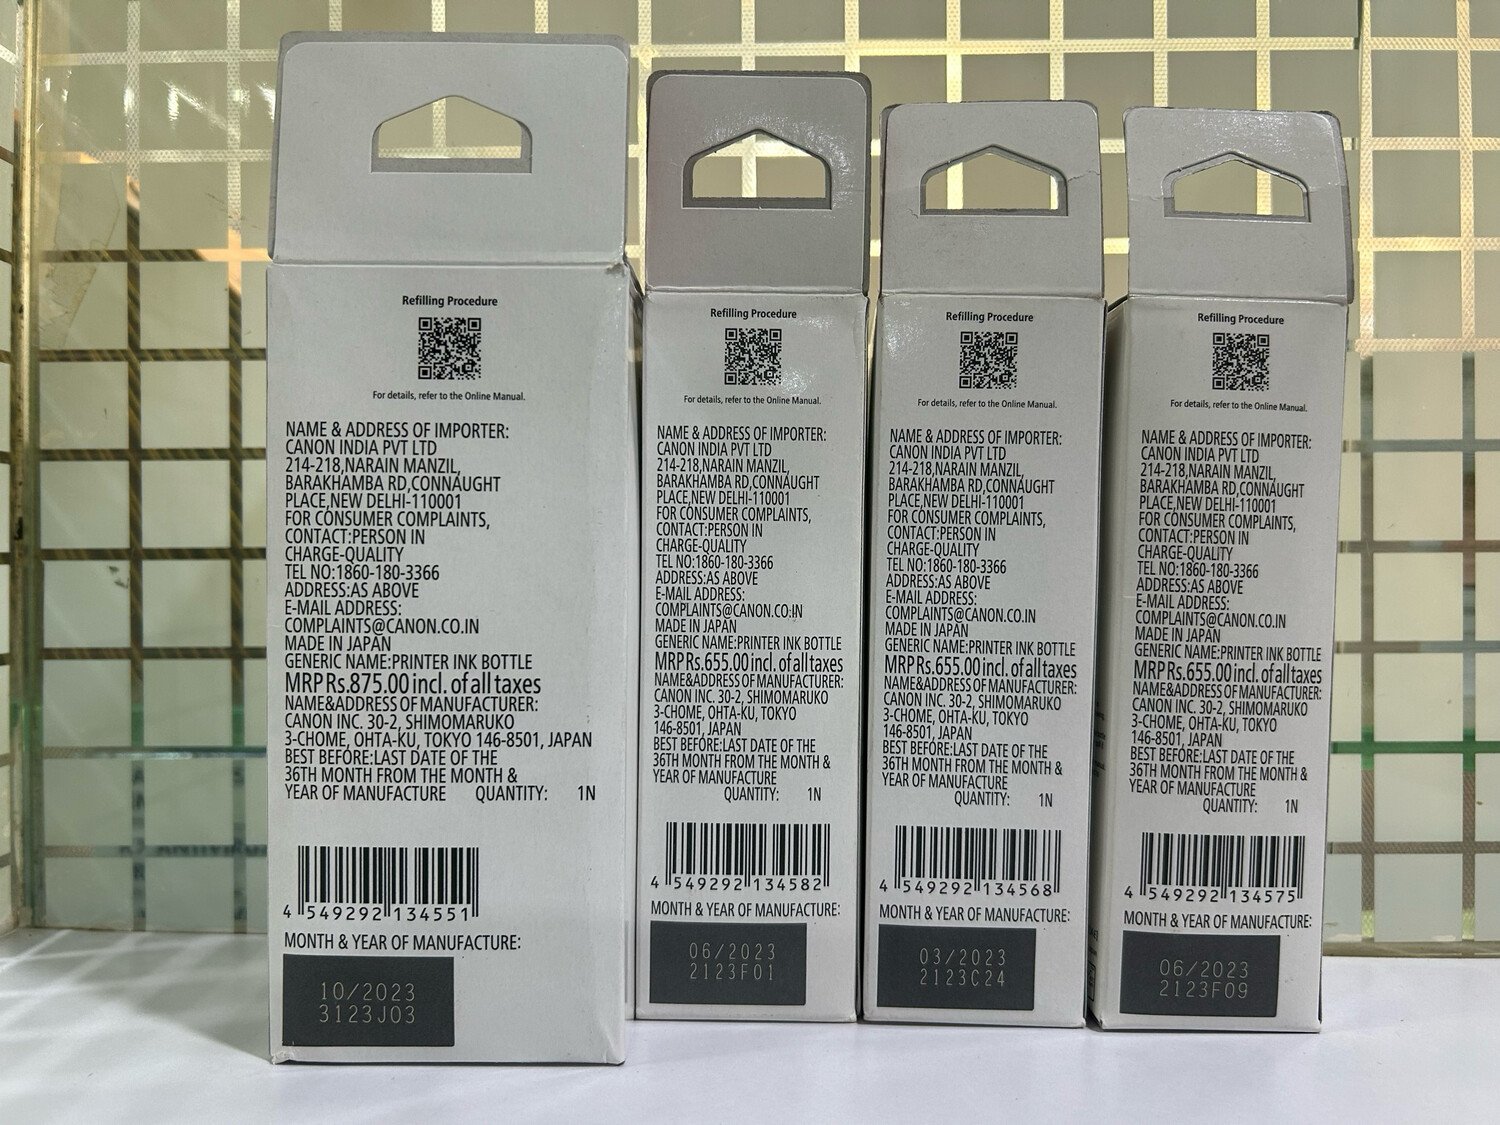 Refilling Procedure
For details, refer to the Online Manual.
NAME & ADDRESS OF IMPORTER:
CANON INDIA PVT LTD
214-218,NARAIN MANZIL,
BARAKHAMBA RD,CONNAUGHT
PLACE,NEW DELHI-110001
FOR CONSUMER COMPLAINTS,
CONTACT:PERSON IN
CHARGE-QUALITY
TEL NO:1860-180-3366
ADDRESS:AS ABOVE
E-MAIL ADDRESS:
COMPLAINTS@CANON.CO.IN
MADE IN JAPAN
GENERIC NAME:PRINTER INK BOTTLE
MRP Rs.875.00 incl. of all taxes
NAME&ADDRESS OF MANUFACTURER:
CANON INC. 30-2, SHIMOMARUKO
3-CHOME, OHTA-KU, TOKYO 146-8501, JAPAN
BEST BEFORE:LAST DATE OF THE
36TH MONTH FROM THE MONTH &
YEAR OF MANUFACTURE QUANTITY: 1N
4 549292 134551
MONTH & YEAR OF MANUFACTURE:
10/2023
3123J03
Refilling Procedure
For details, refer to the Online Manual.
NAME & ADDRESS OF IMPORTER:
CANON INDIA PVT LTD
214-218,NARAIN MANZIL,
BARAKHAMBA RD,CONNAUGHT
PLACE,NEW DELHI-110001
FOR CONSUMER COMPLAINTS,
CONTACT:PERSON IN
CHARGE-QUALITY
TEL NO:1860-180-3366
ADDRESS:AS ABOVE
E-MAIL ADDRESS:
COMPLAINTS@CANON.CO.IN
MADE IN JAPAN
GENERIC NAME:PRINTER INK BOTTLE
MRP Rs.655.00 incl. of all taxes
NAME&ADDRESS OF MANUFACTURER:
CANON INC. 30-2, SHIMOMARUKO
3-CHOME, OHTA-KU, TOKYO
146-8501, JAPAN
BEST BEFORE:LAST DATE OF THE
36TH MONTH FROM THE MONTH &
YEAR OF MANUFACTURE
QUANTITY: 1N
4 549292 134582
MONTH & YEAR OF MANUFACTURE:
06/2023
2123F01
Refilling Procedure
For details, refer to the Online Manual.
NAME & ADDRESS OF IMPORTER:
CANON INDIA PVT LTD
214-218,NARAIN MANZIL,
BARAKHAMBA RD,CONNAUGHT
PLACE,NEW DELHI-110001
FOR CONSUMER COMPLAINTS,
CONTACT:PERSON IN
CHARGE-QUALITY
TEL NO:1860-180-3366
ADDRESS:AS ABOVE
E-MAIL ADDRESS:
COMPLAINTS@CANON.CO.IN
MADE IN JAPAN
GENERIC NAME:PRINTER INK BOTTLE
MRP Rs.655.00 incl. of all taxes
NAME&ADDRESS OF MANUFACTURER:
CANON INC. 30-2, SHIMOMARUKO
3-CHOME, OHTA-KU, TOKYO
146-8501, JAPAN
BEST BEFORE:LAST DATE OF THE
36TH MONTH FROM THE MONTH &
YEAR OF MANUFACTURE
QUANTITY: 1N
4 549292 134568
MONTH & YEAR OF MANUFACTURE:
03/2023
2123C24
Refilling Procedure
For details, refer to the Online Manual.
NAME & ADDRESS OF IMPORTER:
CANON INDIA PVT LTD
214-218,NARAIN MANZIL,
BARAKHAMBA RD,CONNAUGHT
PLACE,NEW DELHI-110001
FOR CONSUMER COMPLAINTS,
CONTACT:PERSON IN
CHARGE-QUALITY
TEL NO:1860-180-3366
ADDRESS:AS ABOVE
E-MAIL ADDRESS:
COMPLAINTS@CANON.CO.IN
MADE IN JAPAN
GENERIC NAME:PRINTER INK BOTTLE
MRP Rs.655.00 incl. of all taxes
NAME&ADDRESS OF MANUFACTURER:
CANON INC. 30-2, SHIMOMARUKO
3-CHOME, OHTA-KU, TOKYO
146-8501, JAPAN
BEST BEFORE:LAST DATE OF THE
36TH MONTH FROM THE MONTH &
YEAR OF MANUFACTURE
QUANTITY: 1N
4 549292 134575
MONTH & YEAR OF MANUFACTURE:
06/2023
2123F09